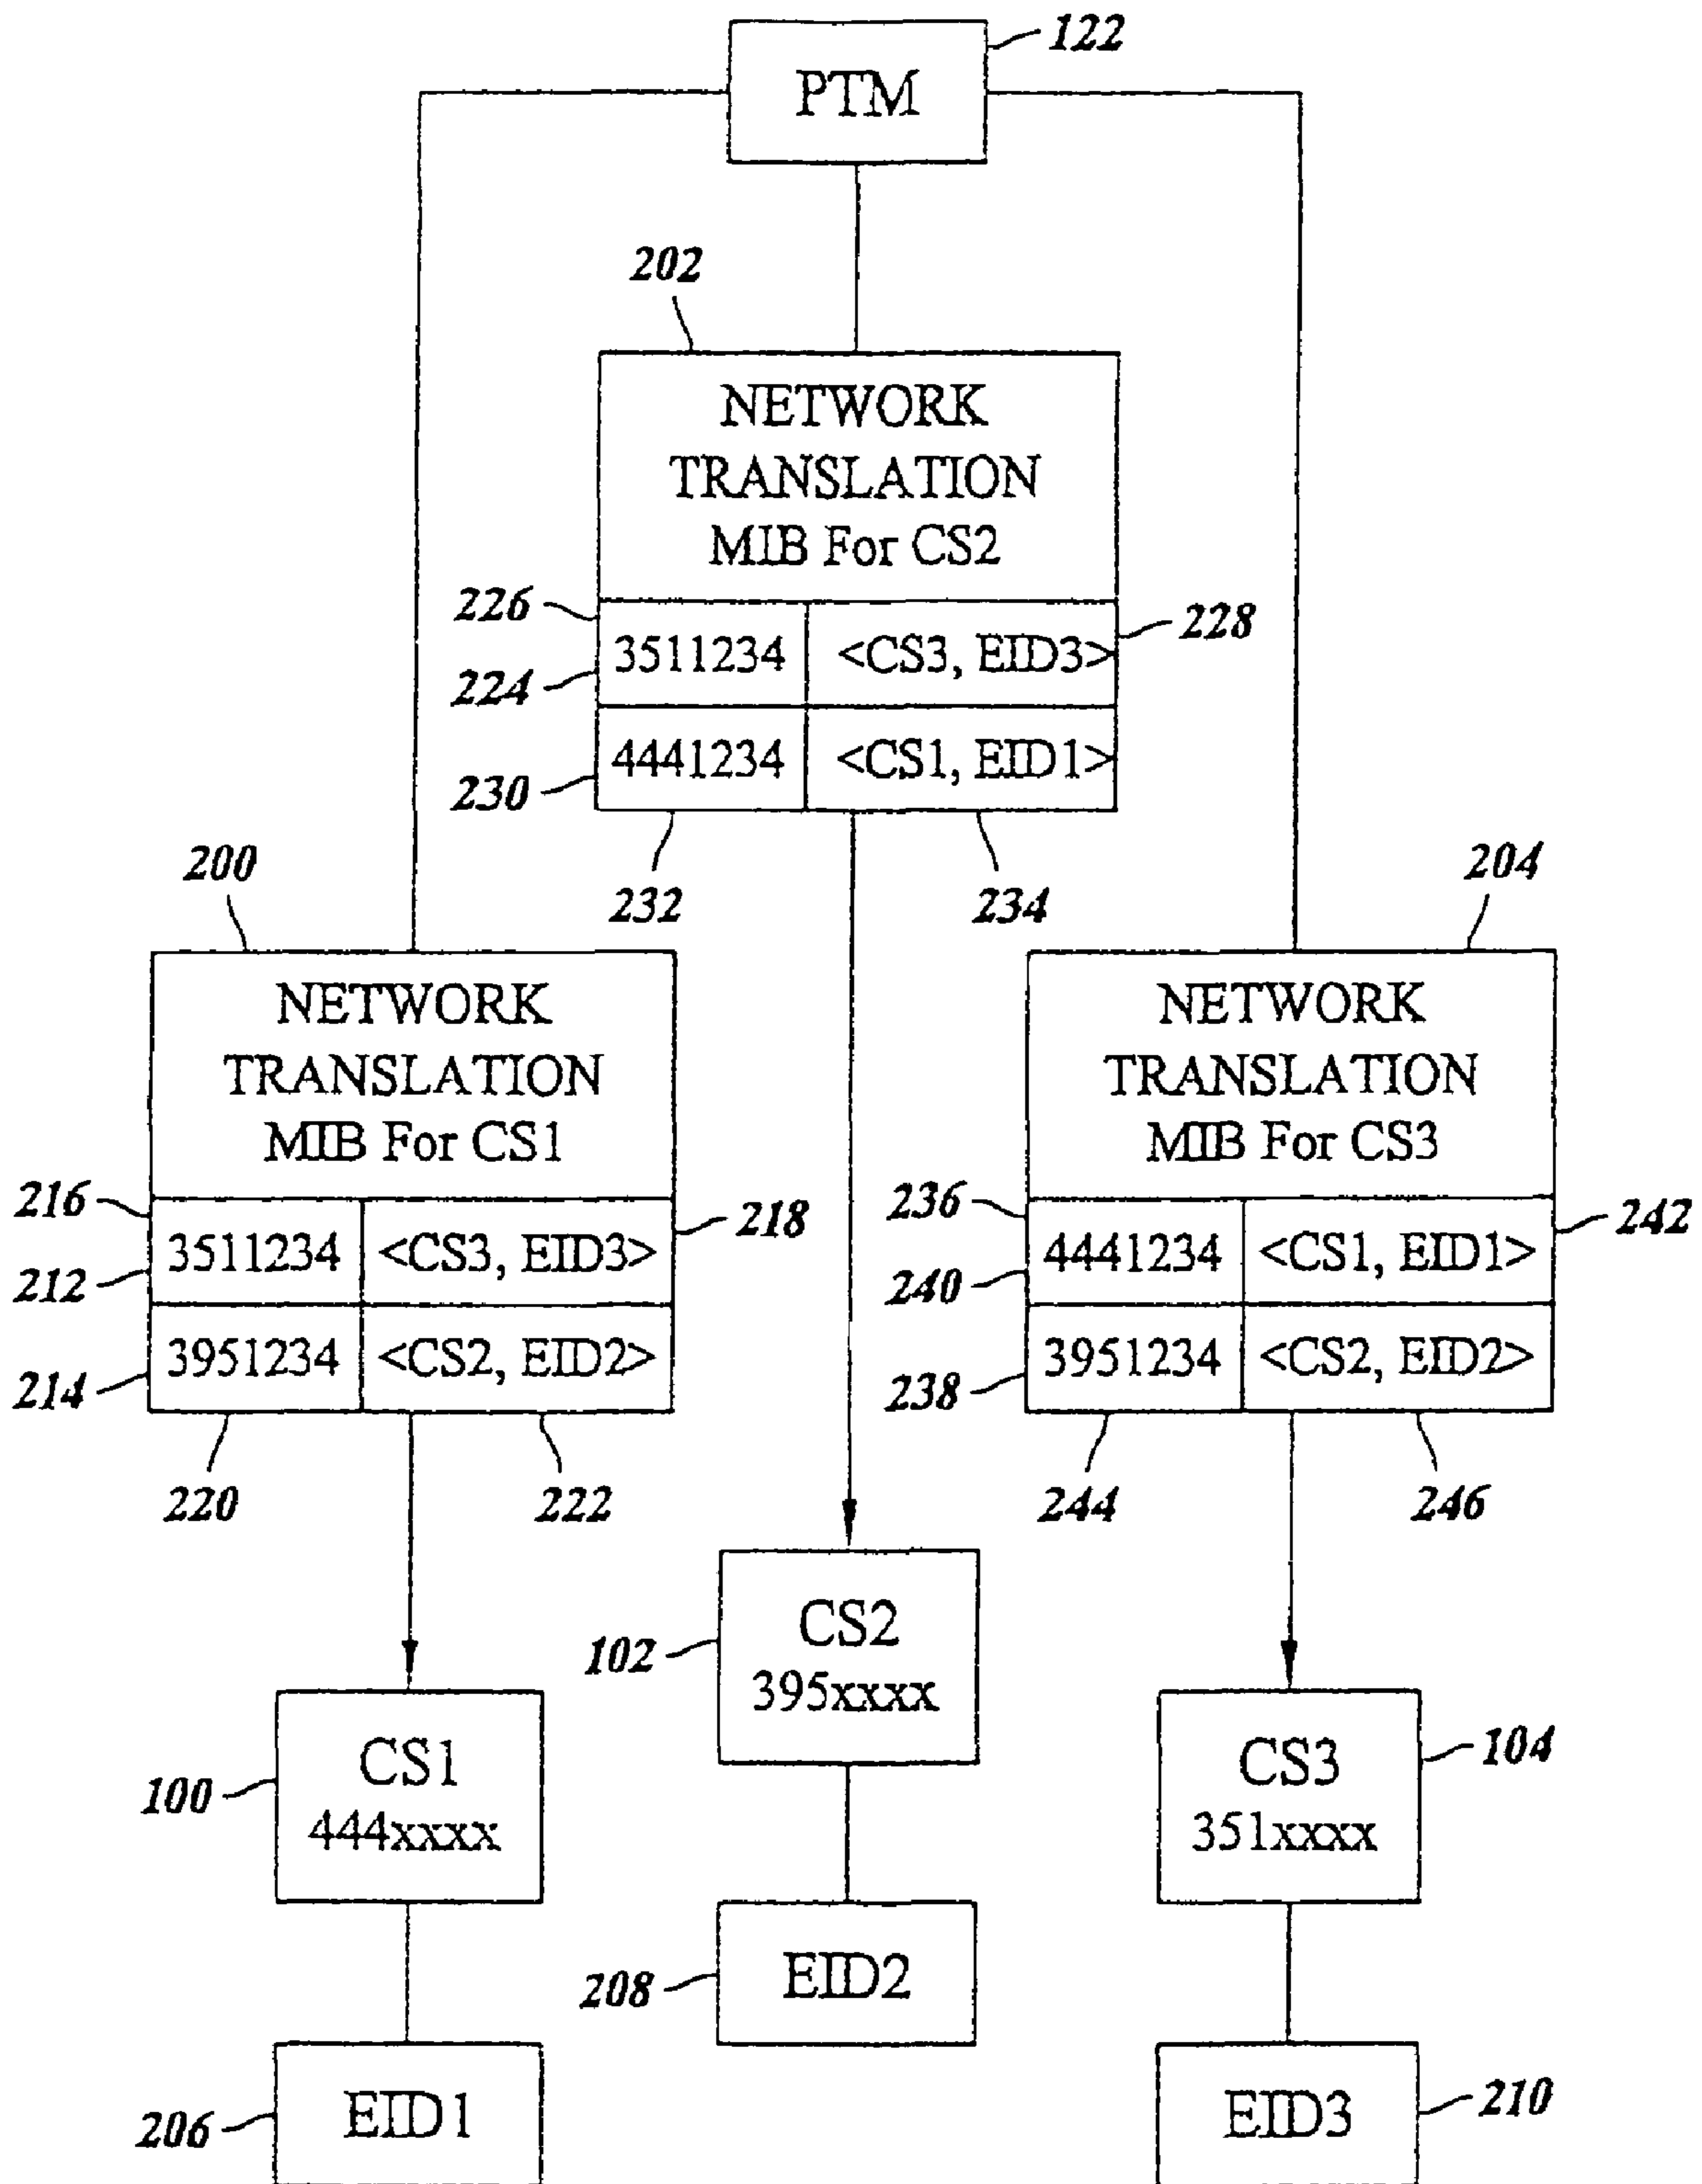 122
PTM
202
NETWORK
TRANSLATION
MIB For CS2
226
3511234 <CS3, EID3>
228
224
4441234 <CS1, EID1>
230
232
234
200
NETWORK
TRANSLATION
MIB For CS1
216
3511234 <CS3, EID3>
218
212
3951234 <CS2, EID2>
214
220
222
204
NETWORK
TRANSLATION
MIB For CS3
236
4441234 <CS1, EID1>
242
240
3951234 <CS2, EID2>
238
244
246
CS2
395xxxx
102
CS1
444xxxx
100
CS3
351xxxx
104
EID2
208
EID1
206
EID3
210